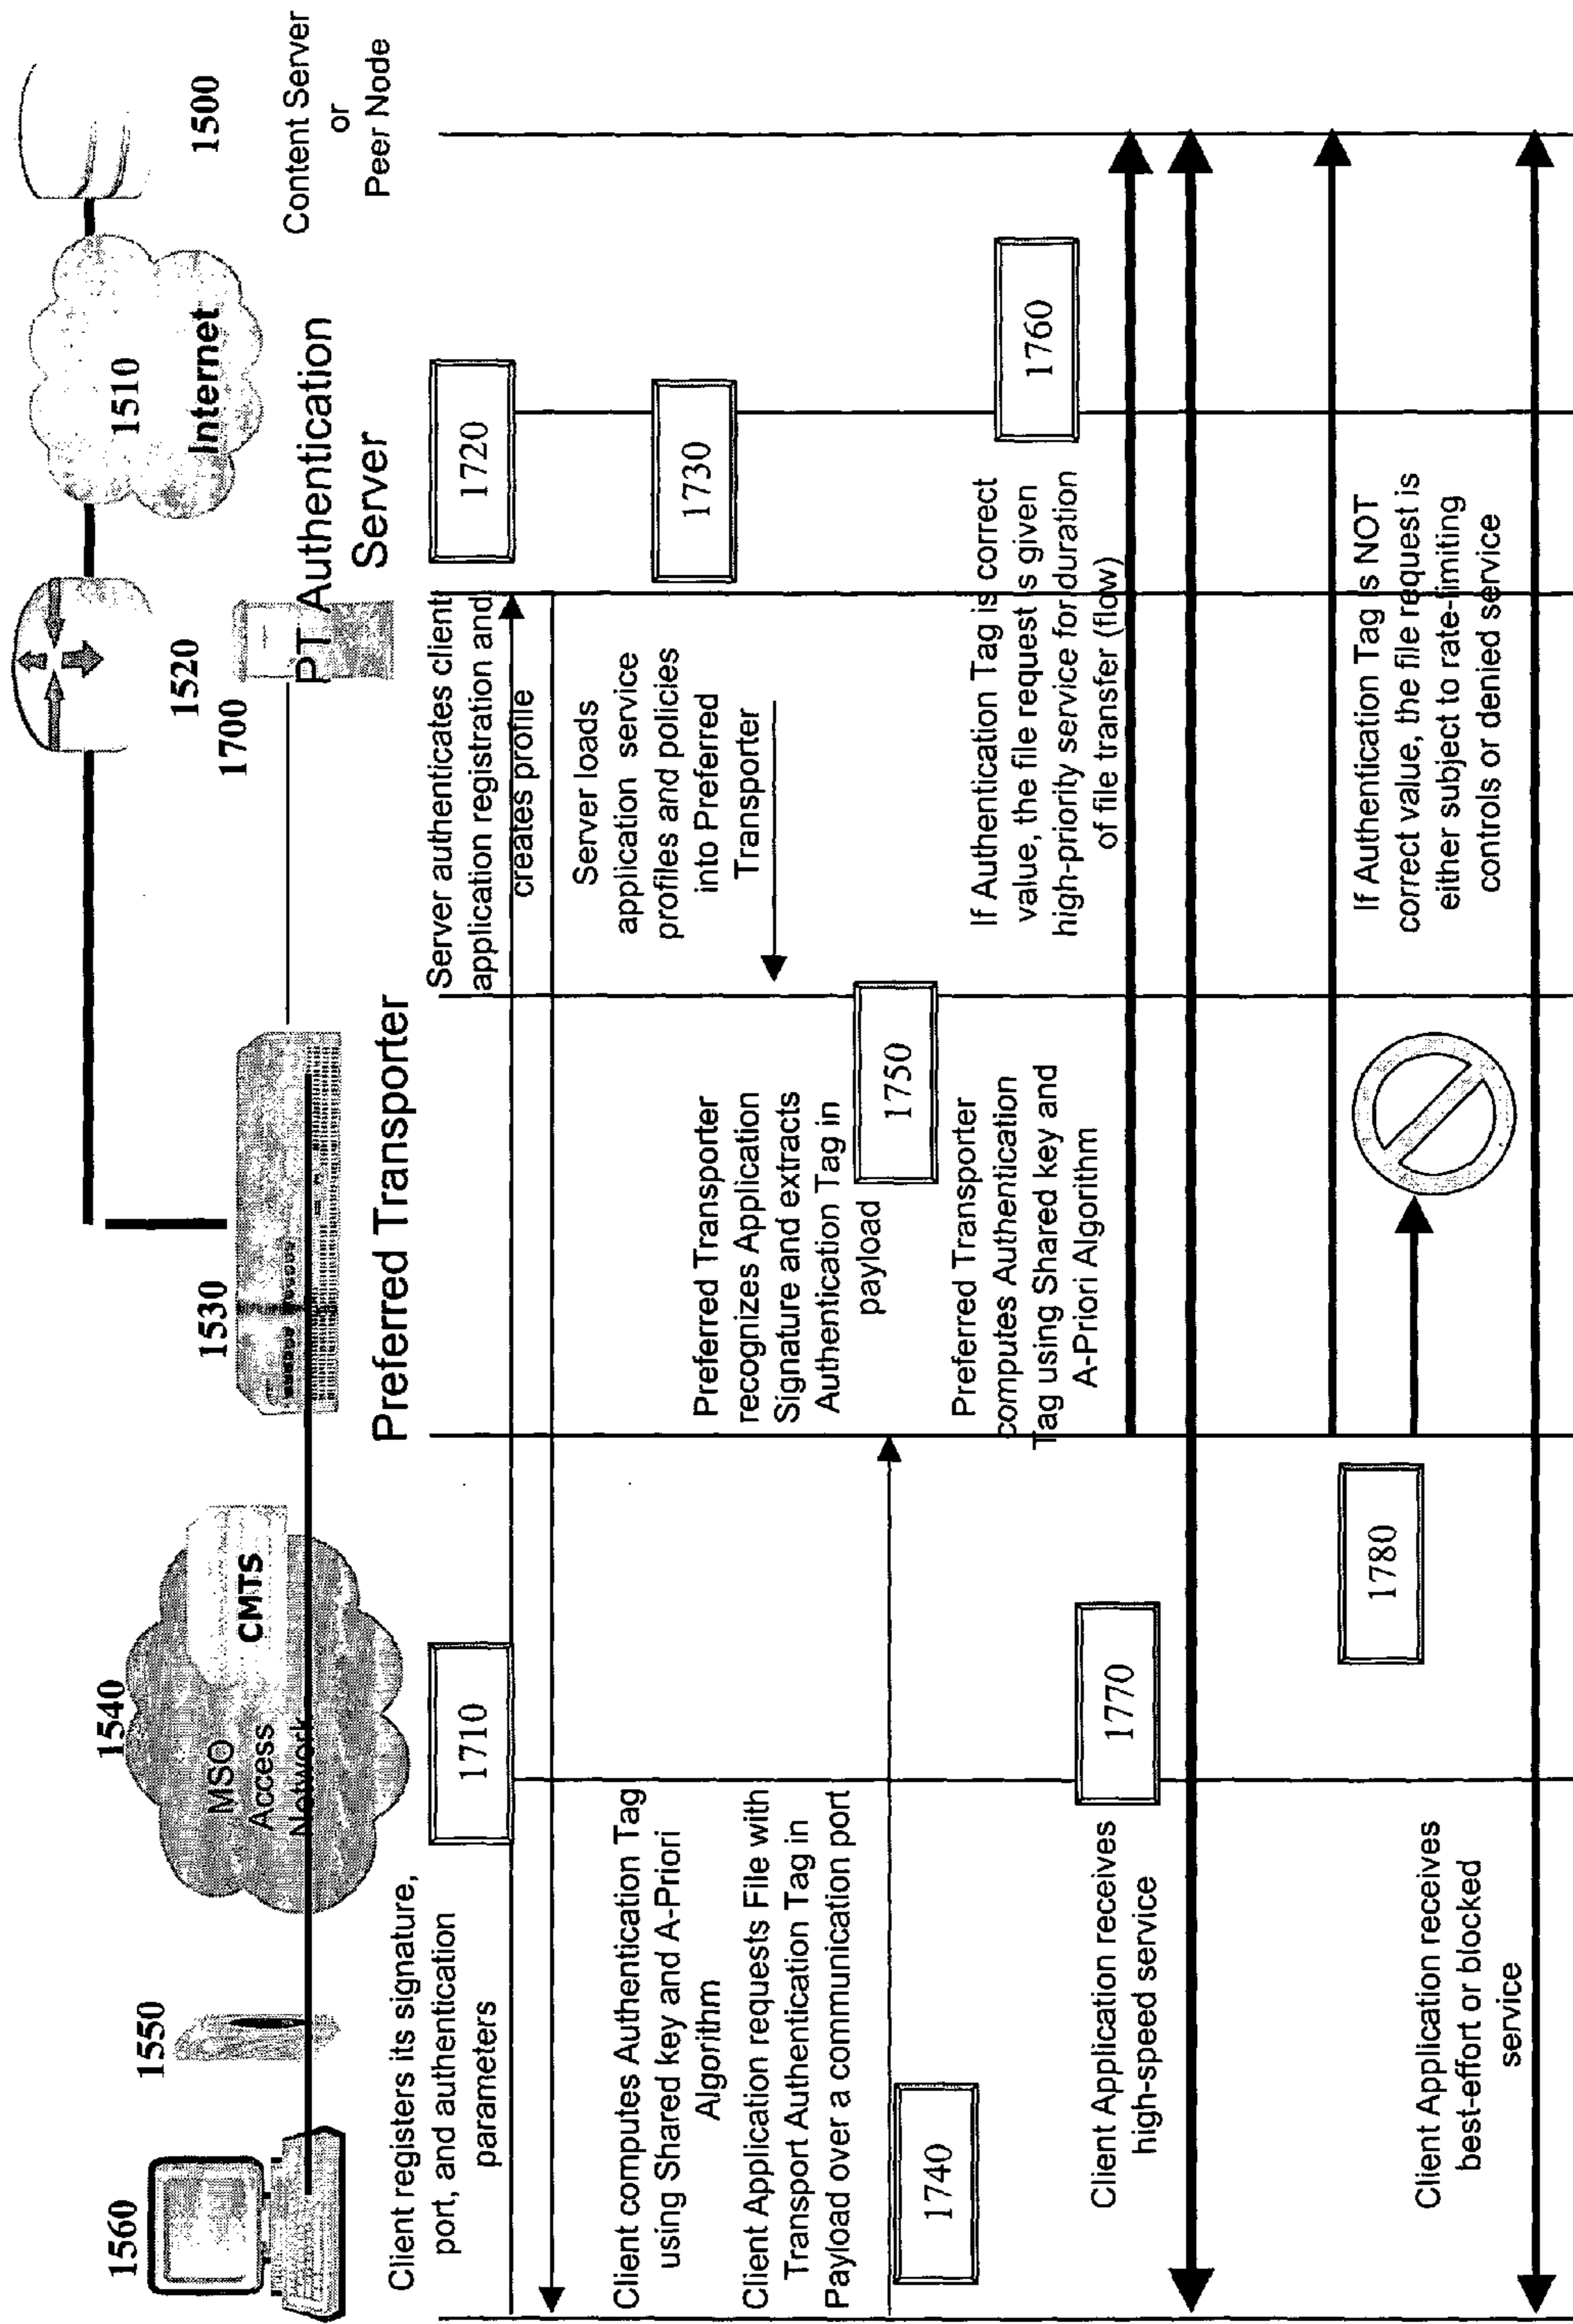 1560
1550
1540
MSO
Access
Network
CMTS
1530
Preferred Transporter
1520
1700
PT Authentication
Server
1510
Internet
1500
Content Server
or
Peer Node
Client registers its signature,
port, and authentication
parameters
1710
Server authenticates client
application registration and
creates profile
1720
Server loads
application service
profiles and policies
into Preferred
Transporter
1730
Client computes Authentication Tag
using Shared key and A-Priori
Algorithm
Client Application requests File with
Transport Authentication Tag in
Payload over a communication port
1740
Preferred Transporter
recognizes Application
Signature and extracts
Authentication Tag in
payload
1750
Preferred Transporter
computes Authentication
Tag using Shared key and
A-Priori Algorithm
If Authentication Tag is correct
value, the file request is given
high-priority service for duration
of file transfer (flow)
1760
Client Application receives
high-speed service
1770
If Authentication Tag is NOT
correct value, the file request is
either subject to rate-limiting
controls or denied service
1780
Client Application receives
best-effort or blocked
service